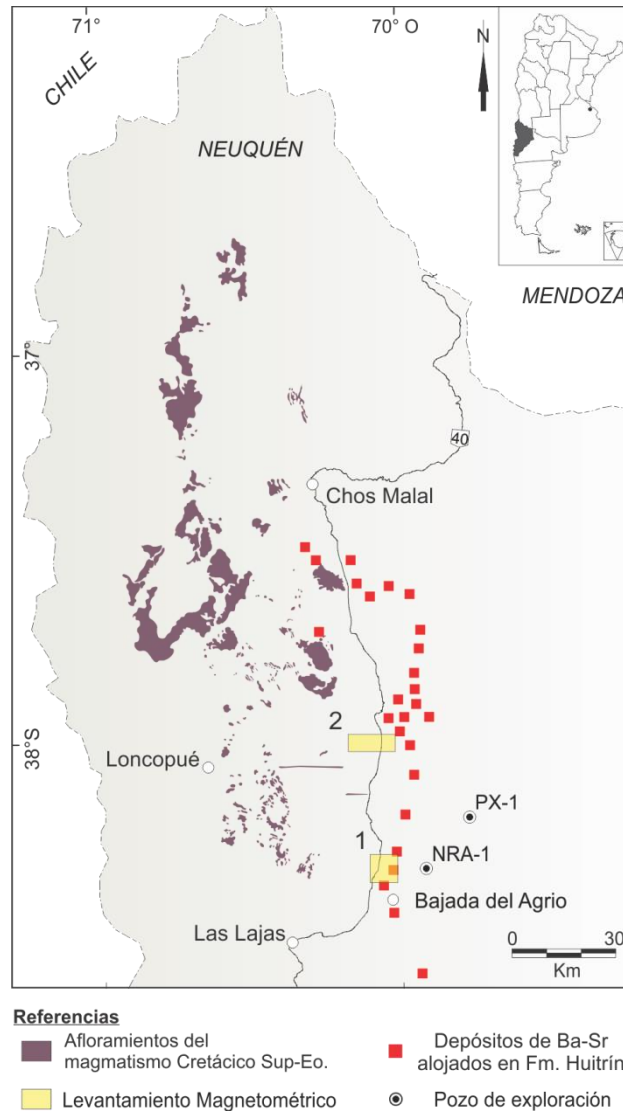 71°
70° O
N
CHILE
NEUQUÉN
MENDOZA
37°
40
Chos Malal
2
38°S
Loncopué
PX-1
1
NRA-1
Bajada del Agrio
Las Lajas
0 30
Km
Referencias
Afloramientos del
magmatismo Cretácico Sup-Eo.
Depósitos de Ba-Sr
alojados en Fm. Huitrín
Levantamiento Magnetométrico
Pozo de exploración